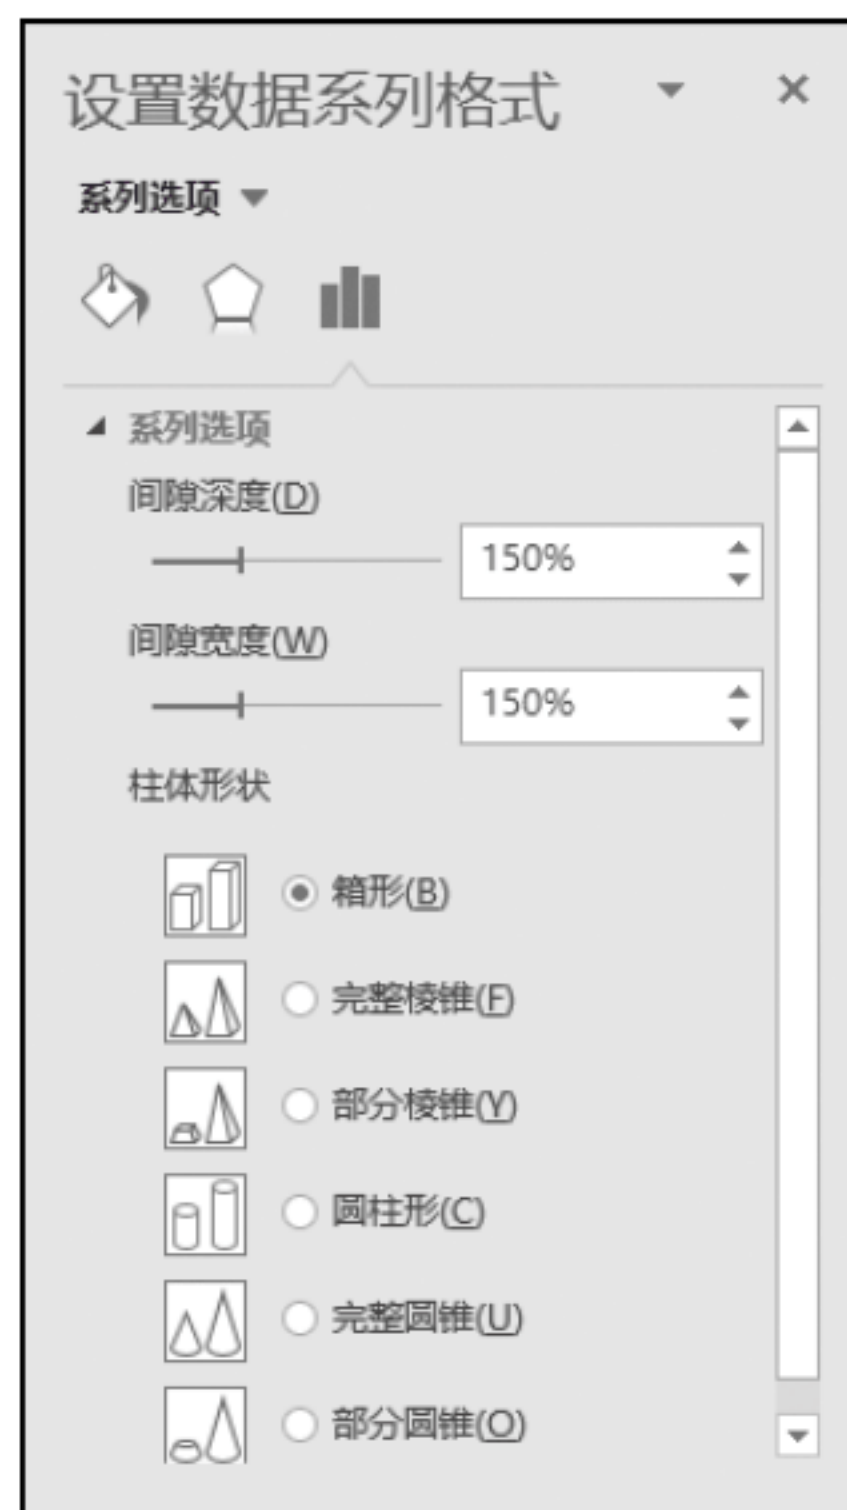 设置数据系列格式
系列选项
系列选项
间隙深度(D)
150%
间隙宽度(W)
150%
柱体形状
箱形(B)
完整棱锥(F)
部分棱锥(Y)
圆柱形(C)
完整圆锥(U)
部分圆锥(O)